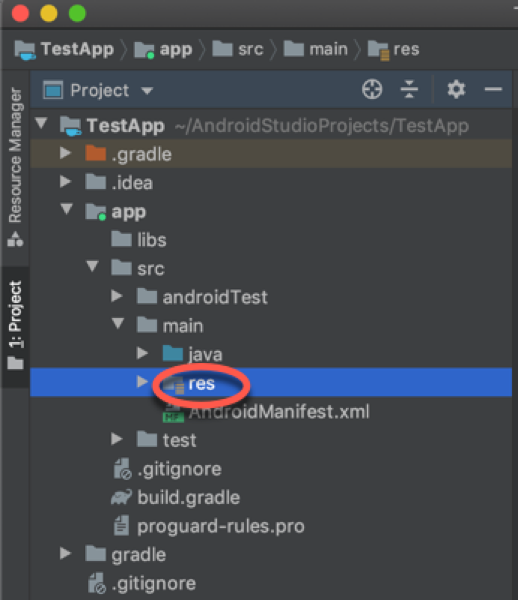 TestApp app src main res
Project
Resource Manager
1: Project
TestApp ~/AndroidStudioProjects/TestApp
.gradle
.idea
app
libs
src
androidTest
main
java
res
AndroidManifest.xml
test
.gitignore
build.gradle
proguard-rules.pro
gradle
.gitignore